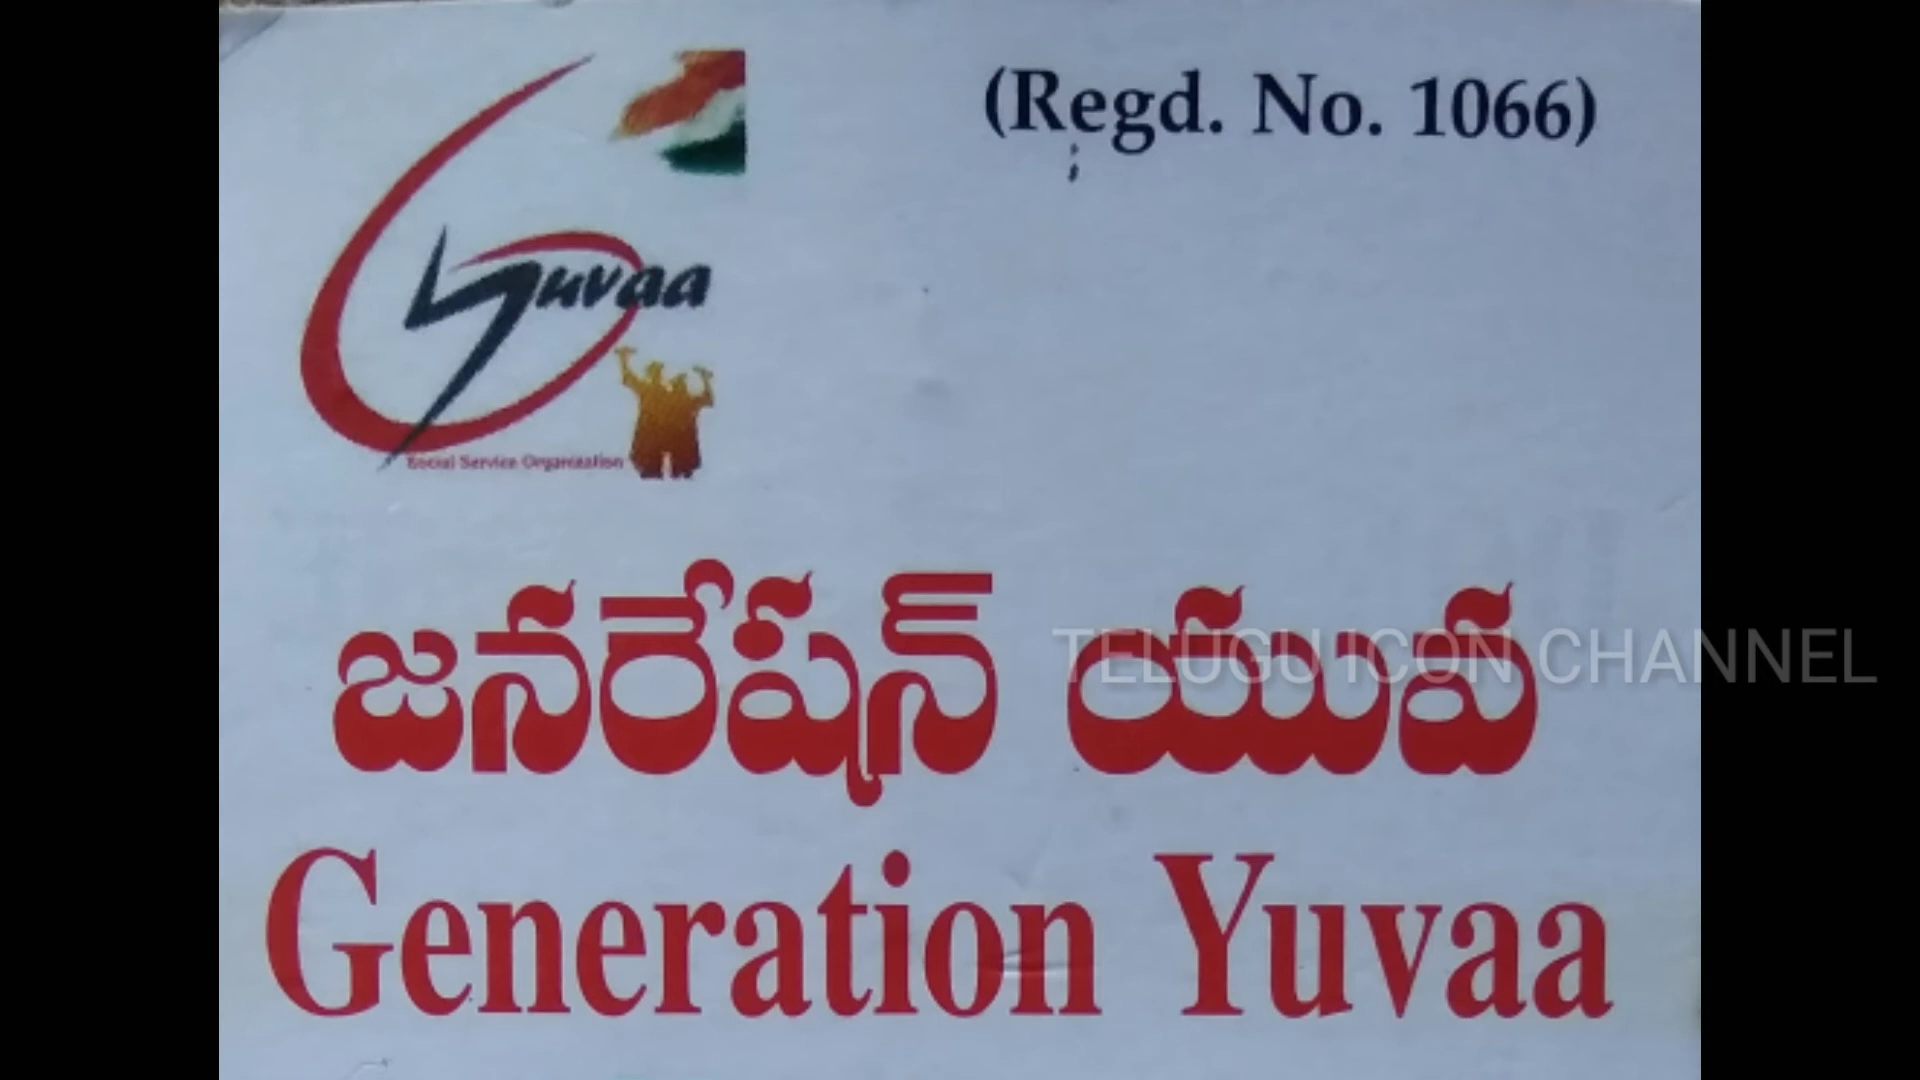 (Regd. No. 1066)
Yuvaa
Social Service Organization
జనరేషన్ యువ
TELUGU ICON CHANNEL
Generation Yuvaa